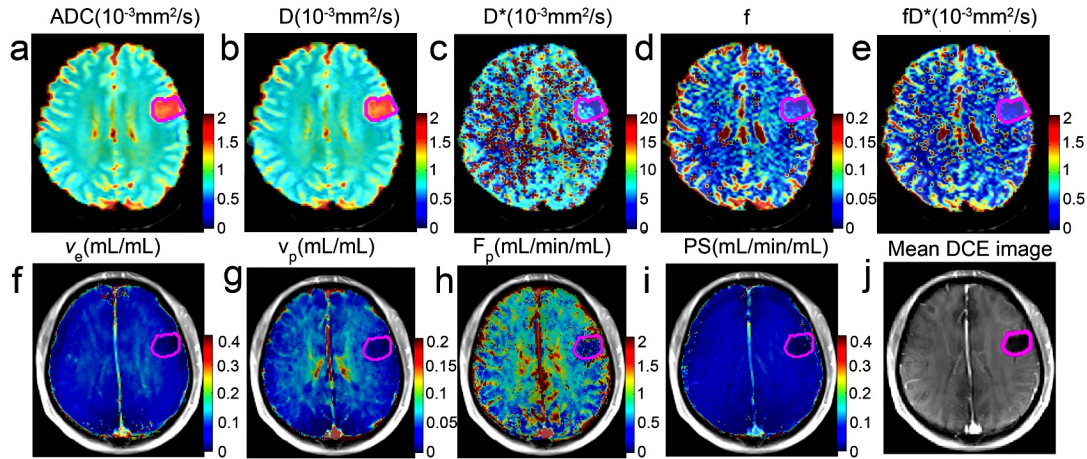 ADC(10⁻³mm²/s) D(10⁻³mm²/s) D*(10⁻³mm²/s) f fD*(10⁻³mm²/s)
a b c d e
2 2 20 0.2 2
1.5 1.5 15 0.15 1.5
1 1 10 0.1 1
0.5 0.5 5 0.05 0.5
0 0 0 0 0
vₑ(mL/mL) vₚ(mL/mL) Fₚ(mL/min/mL) PS(mL/min/mL) Mean DCE image
f g h i j
0.4 0.2 2 0.4
0.3 0.15 1.5 0.3
0.2 0.1 1 0.2
0.1 0.05 0.5 0.1
0 0 0 0